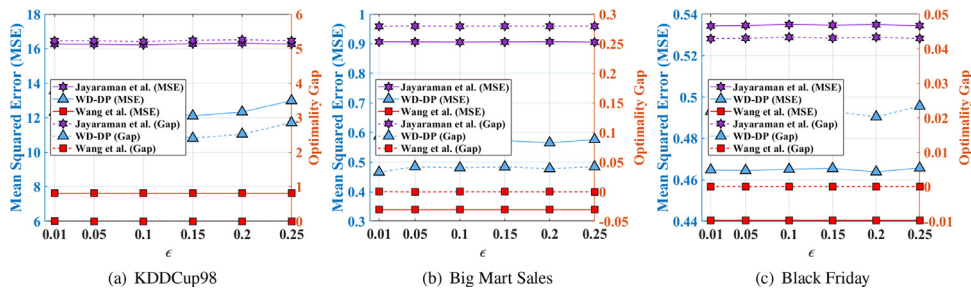 18
16
14
12
10
8
6
Mean Squared Error (MSE)
6
5
4
3
2
1
0
Optimality Gap
Jayaraman et al. (MSE)
WD-DP (MSE)
Wang et al. (MSE)
Jayaraman et al. (Gap)
WD-DP (Gap)
Wang et al. (Gap)
0.01 0.05 0.1 0.15 0.2 0.25
ϵ
(a) KDDCup98
1
0.9
0.8
0.7
0.6
0.5
0.4
0.3
Mean Squared Error (MSE)
0.3
0.25
0.2
0.15
0.1
0.05
0
-0.05
Optimality Gap
Jayaraman et al. (MSE)
WD-DP (MSE)
Wang et al. (MSE)
Jayaraman et al. (Gap)
WD-DP (Gap)
Wang et al. (Gap)
0.01 0.05 0.1 0.15 0.2 0.25
ϵ
(b) Big Mart Sales
0.54
0.52
0.5
0.48
0.46
0.44
Mean Squared Error (MSE)
0.05
0.04
0.03
0.02
0.01
0
-0.01
Optimality Gap
Jayaraman et al. (MSE)
WD-DP (MSE)
Wang et al. (MSE)
Jayaraman et al. (Gap)
WD-DP (Gap)
Wang et al. (Gap)
0.01 0.05 0.1 0.15 0.2 0.25
ϵ
(c) Black Friday